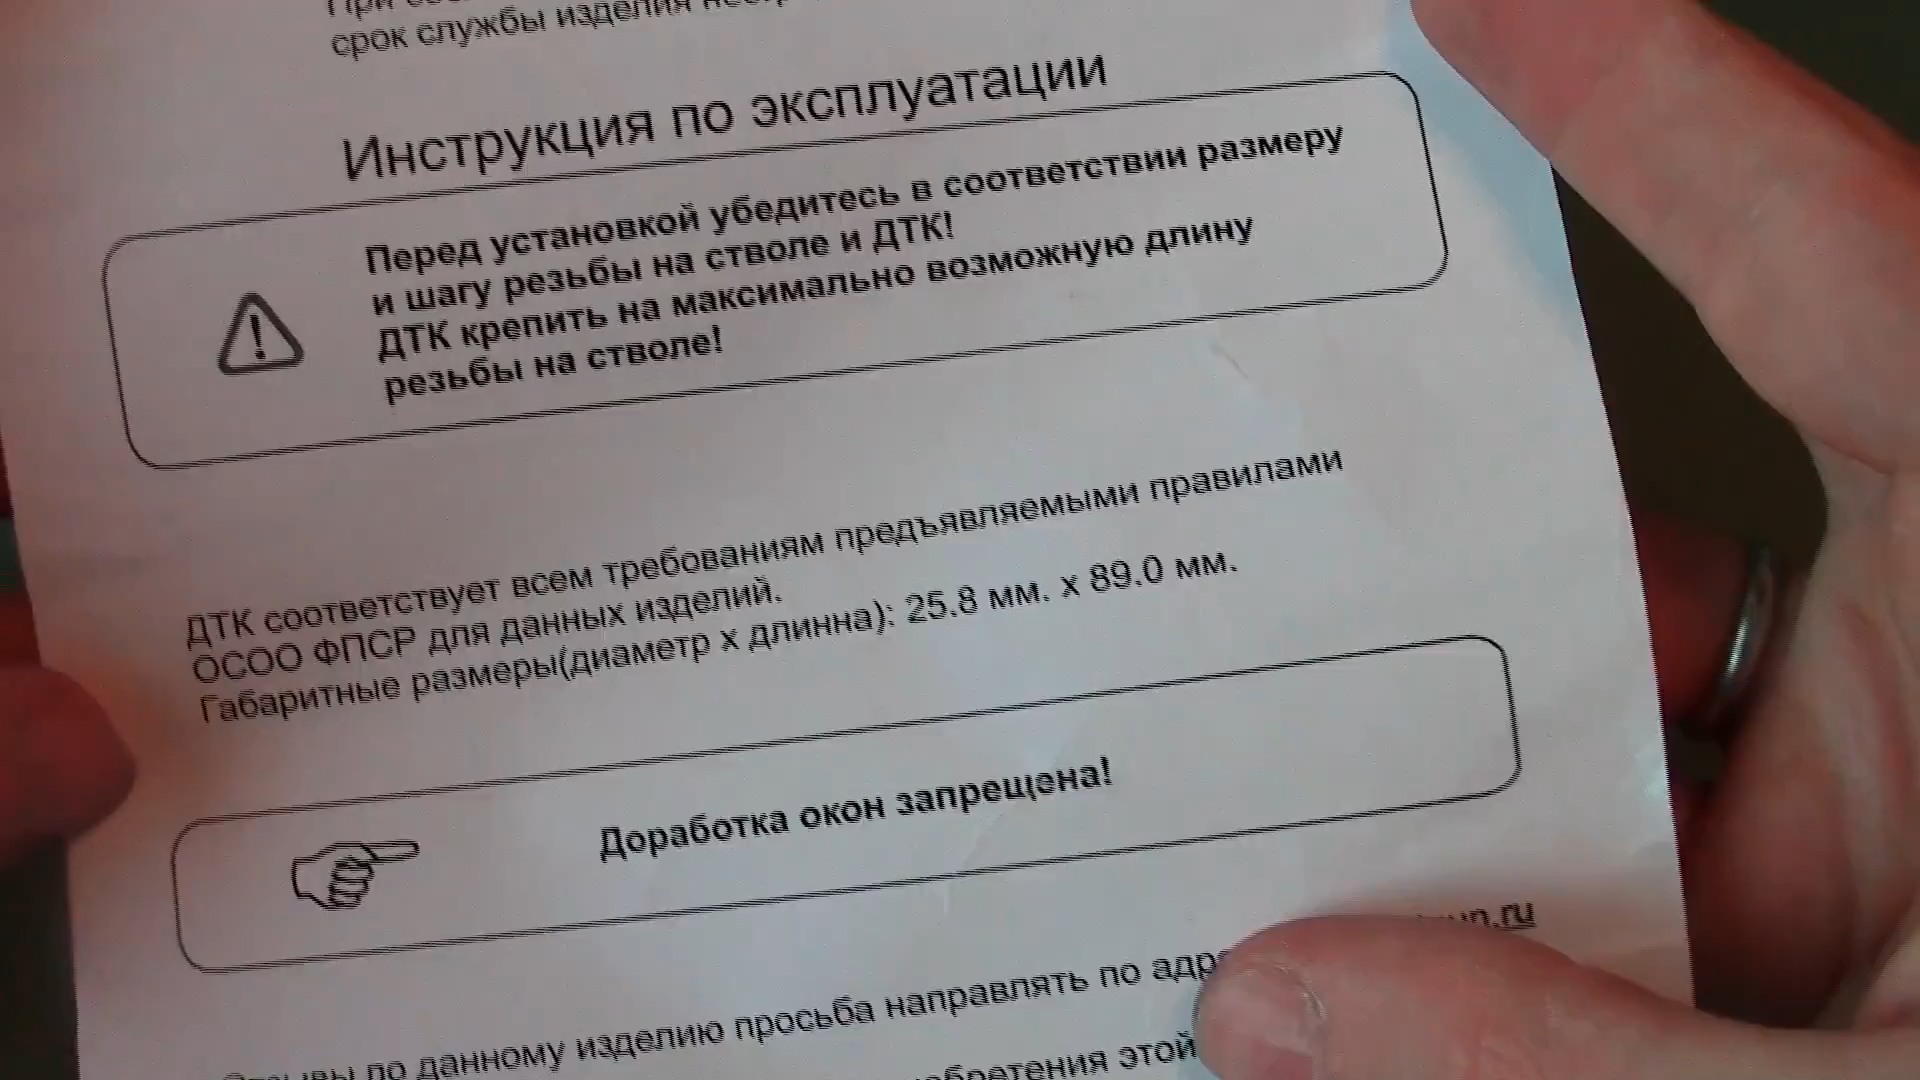 срок службы изделия
Инструкция по эксплуатации
Перед установкой убедитесь в соответствии размеру
и шагу резьбы на стволе и ДТК!
ДТК крепить на максимально возможную длину
резьбы на стволе!
ДТК соответствует всем требованиям предъявляемыми правилами
ОСОО ФПСР для данных изделий.
Габаритные размеры(диаметр х длинна): 25.8 мм. х 89.0 мм.
Доработка окон запрещена!
по данному изделию просьба направлять по
этой